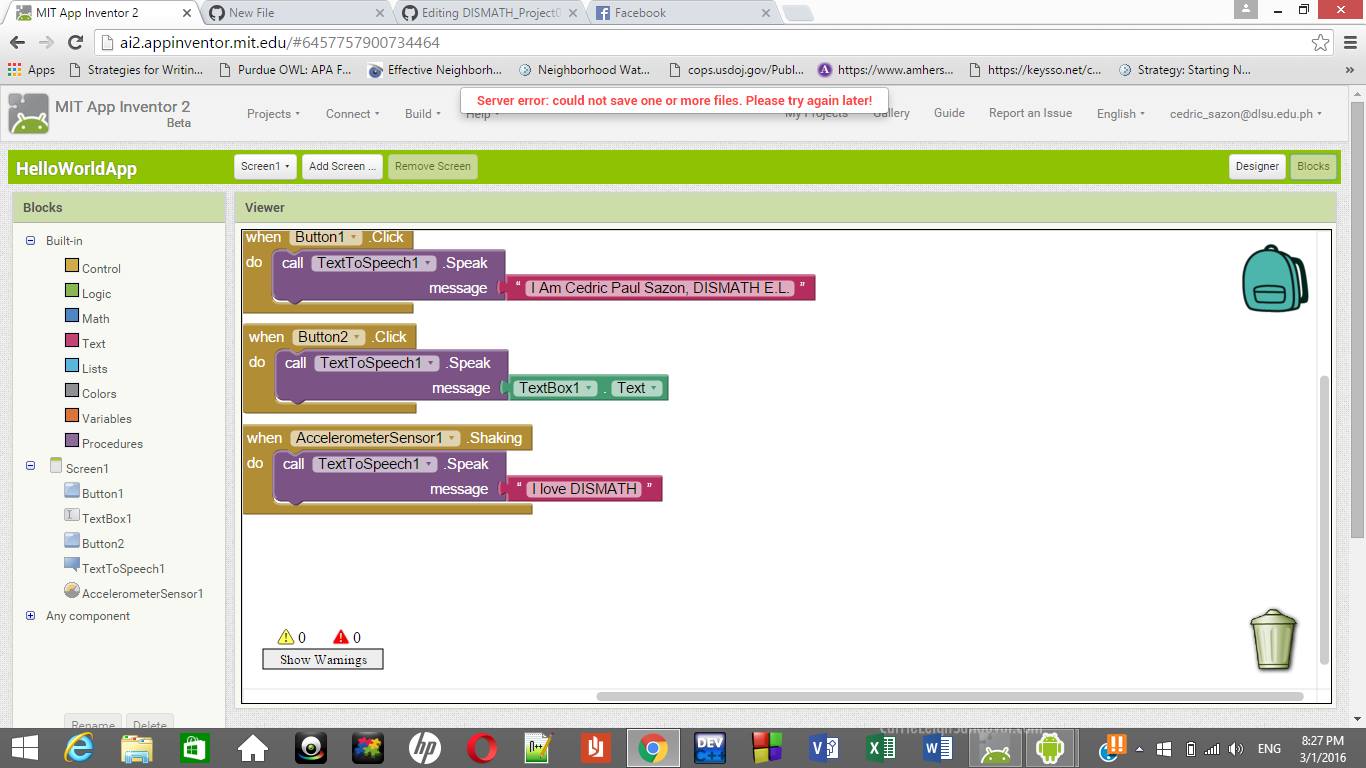 MIT App Inventor 2
New File
Editing DISMATH_Project0
Facebook
ai2.appinventor.mit.edu/#6457757900734464
Apps Strategies for Writin... Purdue OWL: APA F... Effective Neighborh... Neighborhood Wat... cops.usdoj.gov/Publ... https://www.amhers... https://keysso.net/c... Strategy: Starting N... »
Server error: could not save one or more files. Please try again later!
MIT App Inventor 2
Beta
Projects Connect Build Help My Projects Gallery Guide Report an Issue English cedric_sazon@dlsu.edu.ph
HelloWorldApp Screen1 Add Screen ... Remove Screen Designer Blocks
Blocks
Viewer
Built-in
Control
Logic
Math
Text
Lists
Colors
Variables
Procedures
Screen1
Button1
TextBox1
Button2
TextToSpeech1
AccelerometerSensor1
Any component
Rename Delete
when Button1 .Click
do call TextToSpeech1 .Speak
message " I Am Cedric Paul Sazon, DISMATH E.L. "
when Button2 .Click
do call TextToSpeech1 .Speak
message TextBox1 . Text
when AccelerometerSensor1 .Shaking
do call TextToSpeech1 .Speak
message " I love DISMATH "
0 0
Show Warnings
ENG
8:27 PM
3/1/2016